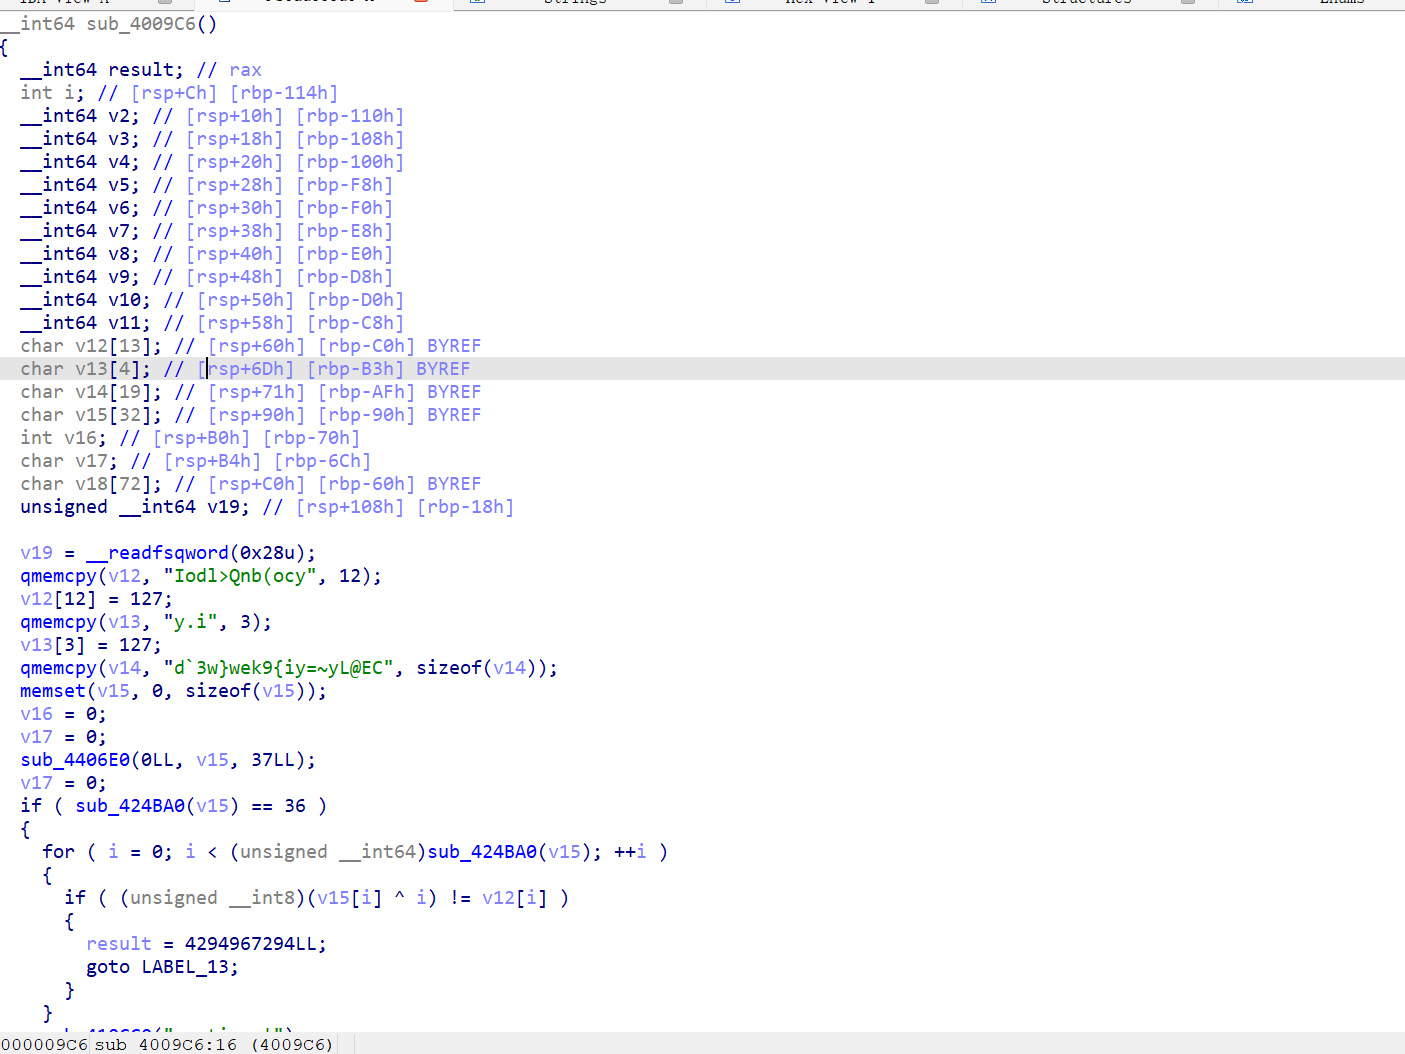 Strings
Structures
Enums
__int64 sub_4009C6()
{
__int64 result; // rax
int i; // [rsp+Ch] [rbp-114h]
__int64 v2; // [rsp+10h] [rbp-110h]
__int64 v3; // [rsp+18h] [rbp-108h]
__int64 v4; // [rsp+20h] [rbp-100h]
__int64 v5; // [rsp+28h] [rbp-F8h]
__int64 v6; // [rsp+30h] [rbp-F0h]
__int64 v7; // [rsp+38h] [rbp-E8h]
__int64 v8; // [rsp+40h] [rbp-E0h]
__int64 v9; // [rsp+48h] [rbp-D8h]
__int64 v10; // [rsp+50h] [rbp-D0h]
__int64 v11; // [rsp+58h] [rbp-C8h]
char v12[13]; // [rsp+60h] [rbp-C0h] BYREF
char v13[4]; // [rsp+6Dh] [rbp-B3h] BYREF
char v14[19]; // [rsp+71h] [rbp-AFh] BYREF
char v15[32]; // [rsp+90h] [rbp-90h] BYREF
int v16; // [rsp+B0h] [rbp-70h]
char v17; // [rsp+B4h] [rbp-6Ch]
char v18[72]; // [rsp+C0h] [rbp-60h] BYREF
unsigned __int64 v19; // [rsp+108h] [rbp-18h]
v19 = __readfsqword(0x28u);
qmemcpy(v12, "Iodl>Qnb(ocy", 12);
v12[12] = 127;
qmemcpy(v13, "y.i", 3);
v13[3] = 127;
qmemcpy(v14, "d`3w}wek9{iy=~yL@EC", sizeof(v14));
memset(v15, 0, sizeof(v15));
v16 = 0;
v17 = 0;
sub_4406E0(0LL, v15, 37LL);
v17 = 0;
if ( sub_424BA0(v15) == 36 )
{
for ( i = 0; i < (unsigned __int64)sub_424BA0(v15); ++i )
{
if ( (unsigned __int8)(v15[i] ^ i) != v12[i] )
{
result = 4294967294LL;
goto LABEL_13;
}
}
000009C6 sub_4009C6:16 (4009C6)